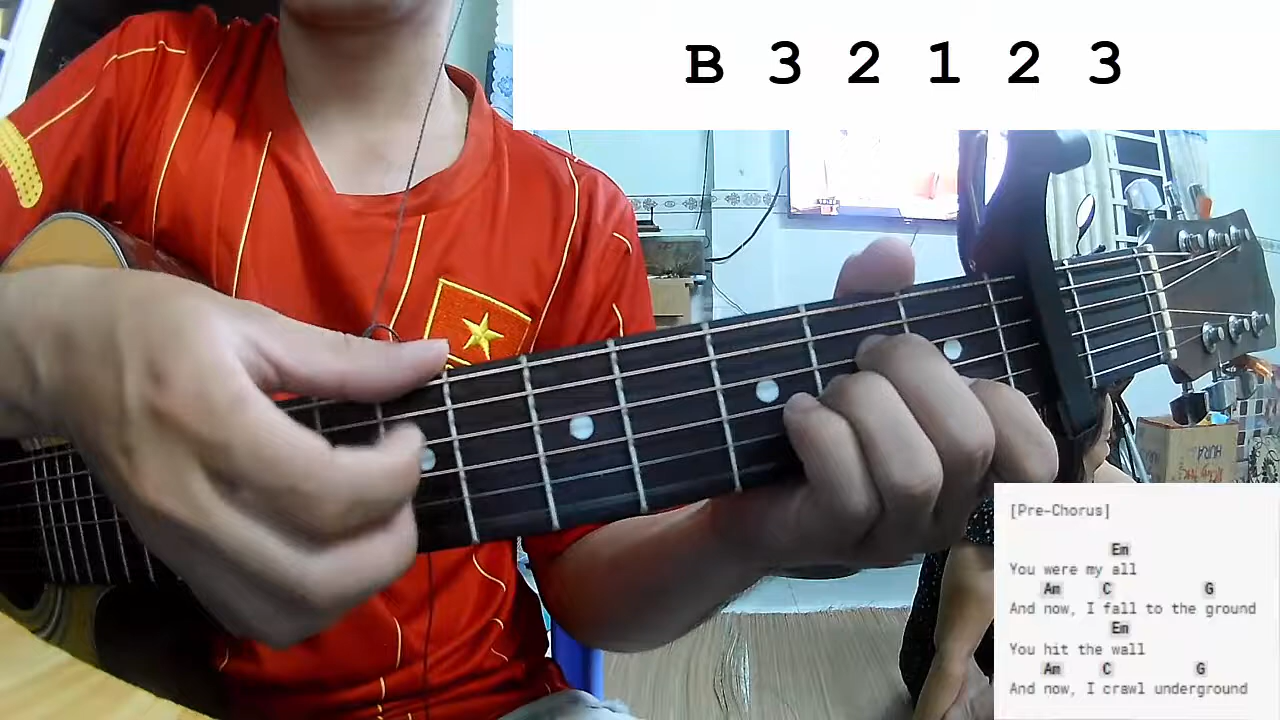 B 3 2 1 2 3
[Pre-Chorus]
Em
You were my all
Am C G
And now, I fall to the ground
Em
You hit the wall
Am C G
And now, I crawl underground